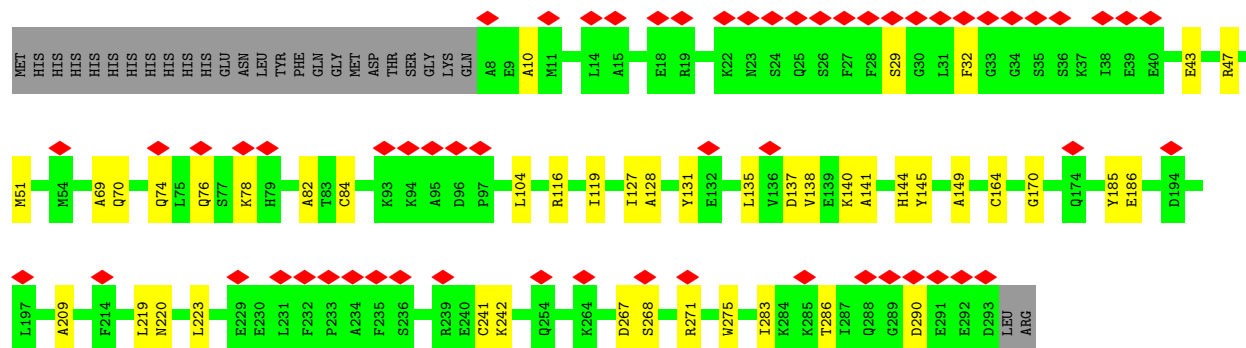 MET HIS HIS HIS HIS HIS HIS HIS HIS HIS HIS GLU ASN LEU TYR PHE GLN GLY MET ASP THR SER GLY LYS GLN A8 E9 A10 M11 L14 A15 E18 R19 K22 N23 S24 Q25 S26 F27 F28 S29 G30 L31 F32 G33 G34 S35 S36 K37 I38 E39 E40 E43 R47
M51 M54 A69 Q70 Q74 L75 Q76 S77 K78 H79 A82 T83 C84 K93 K94 A95 D96 P97 L104 R116 I119 I127 A128 Y131 E132 L135 V136 D137 V138 E139 K140 A141 H144 Y145 A149 C164 G170 Q174 Y185 E186 D194
L197 A209 F214 L219 N220 L223 E229 E230 L231 F232 P233 A234 F235 S236 R239 E240 C241 K242 Q254 K264 D267 S268 R271 W275 I283 K284 K285 T286 I287 Q288 G289 D290 E291 E292 D293 LEU ARG